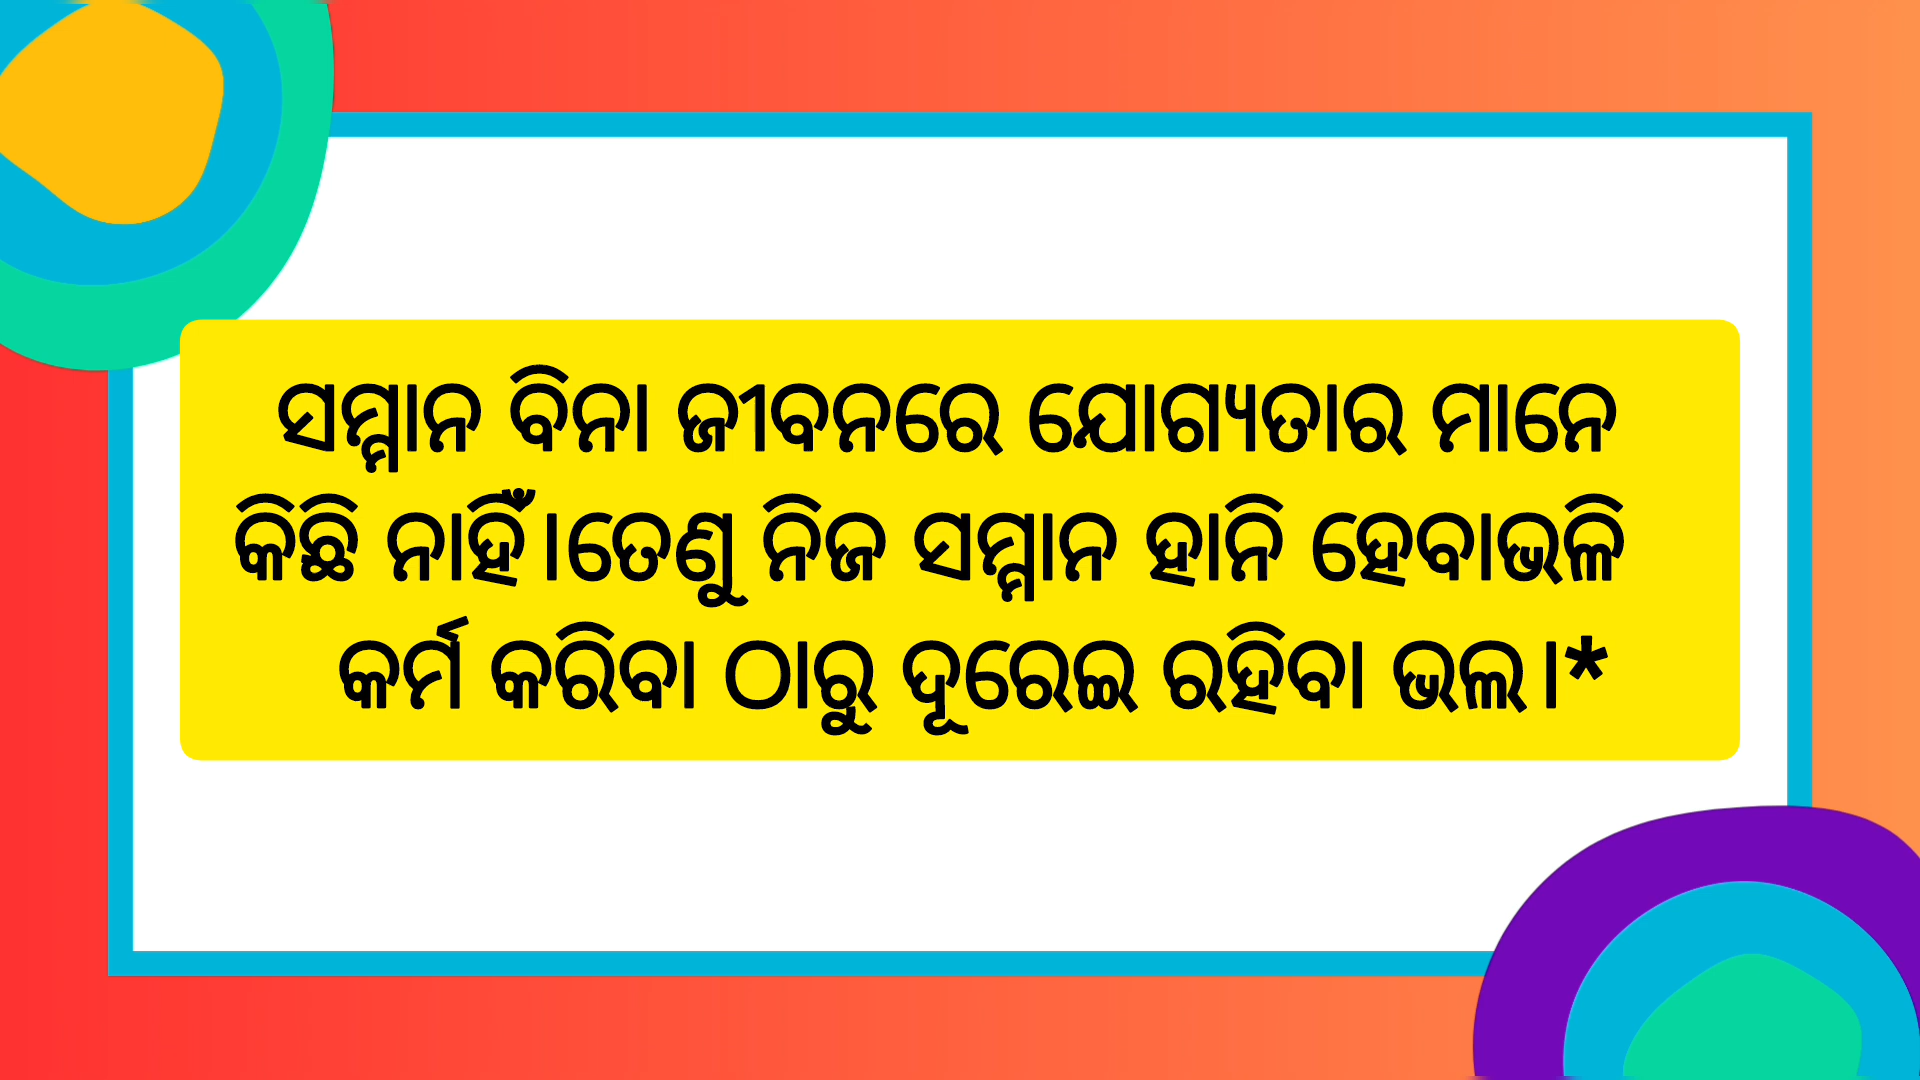 ସମ୍ମାନ ବିନା ଜୀବନରେ ଯୋଗ୍ୟତାର ମାନେ
କିଛି ନାହିଁ।ତେଣୁ ନିଜ ସମ୍ମାନ ହାନି ହେବାଭଳି
କର୍ମ କରିବା ଠାରୁ ଦୂରେଇ ରହିବା ଭଲ।*